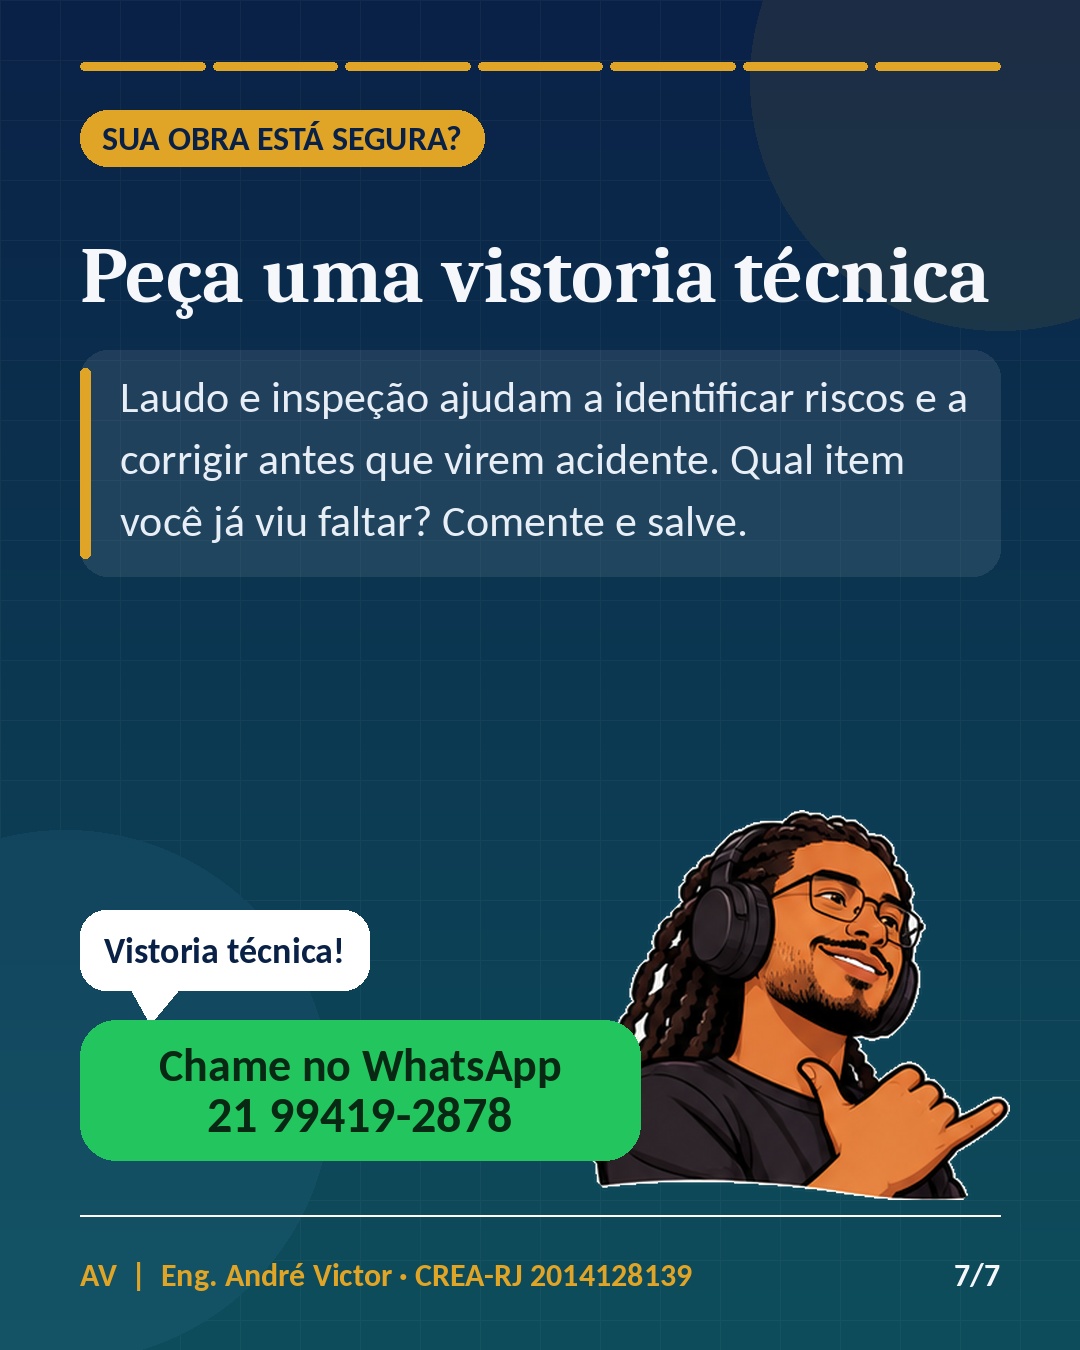 SUA OBRA ESTÁ SEGURA?
Peça uma vistoria técnica
Laudo e inspeção ajudam a identificar riscos e a
corrigir antes que virem acidente. Qual item
você já viu faltar? Comente e salve.
Vistoria técnica!
Chame no WhatsApp
21 99419-2878
AV | Eng. André Victor · CREA-RJ 2014128139
7/7